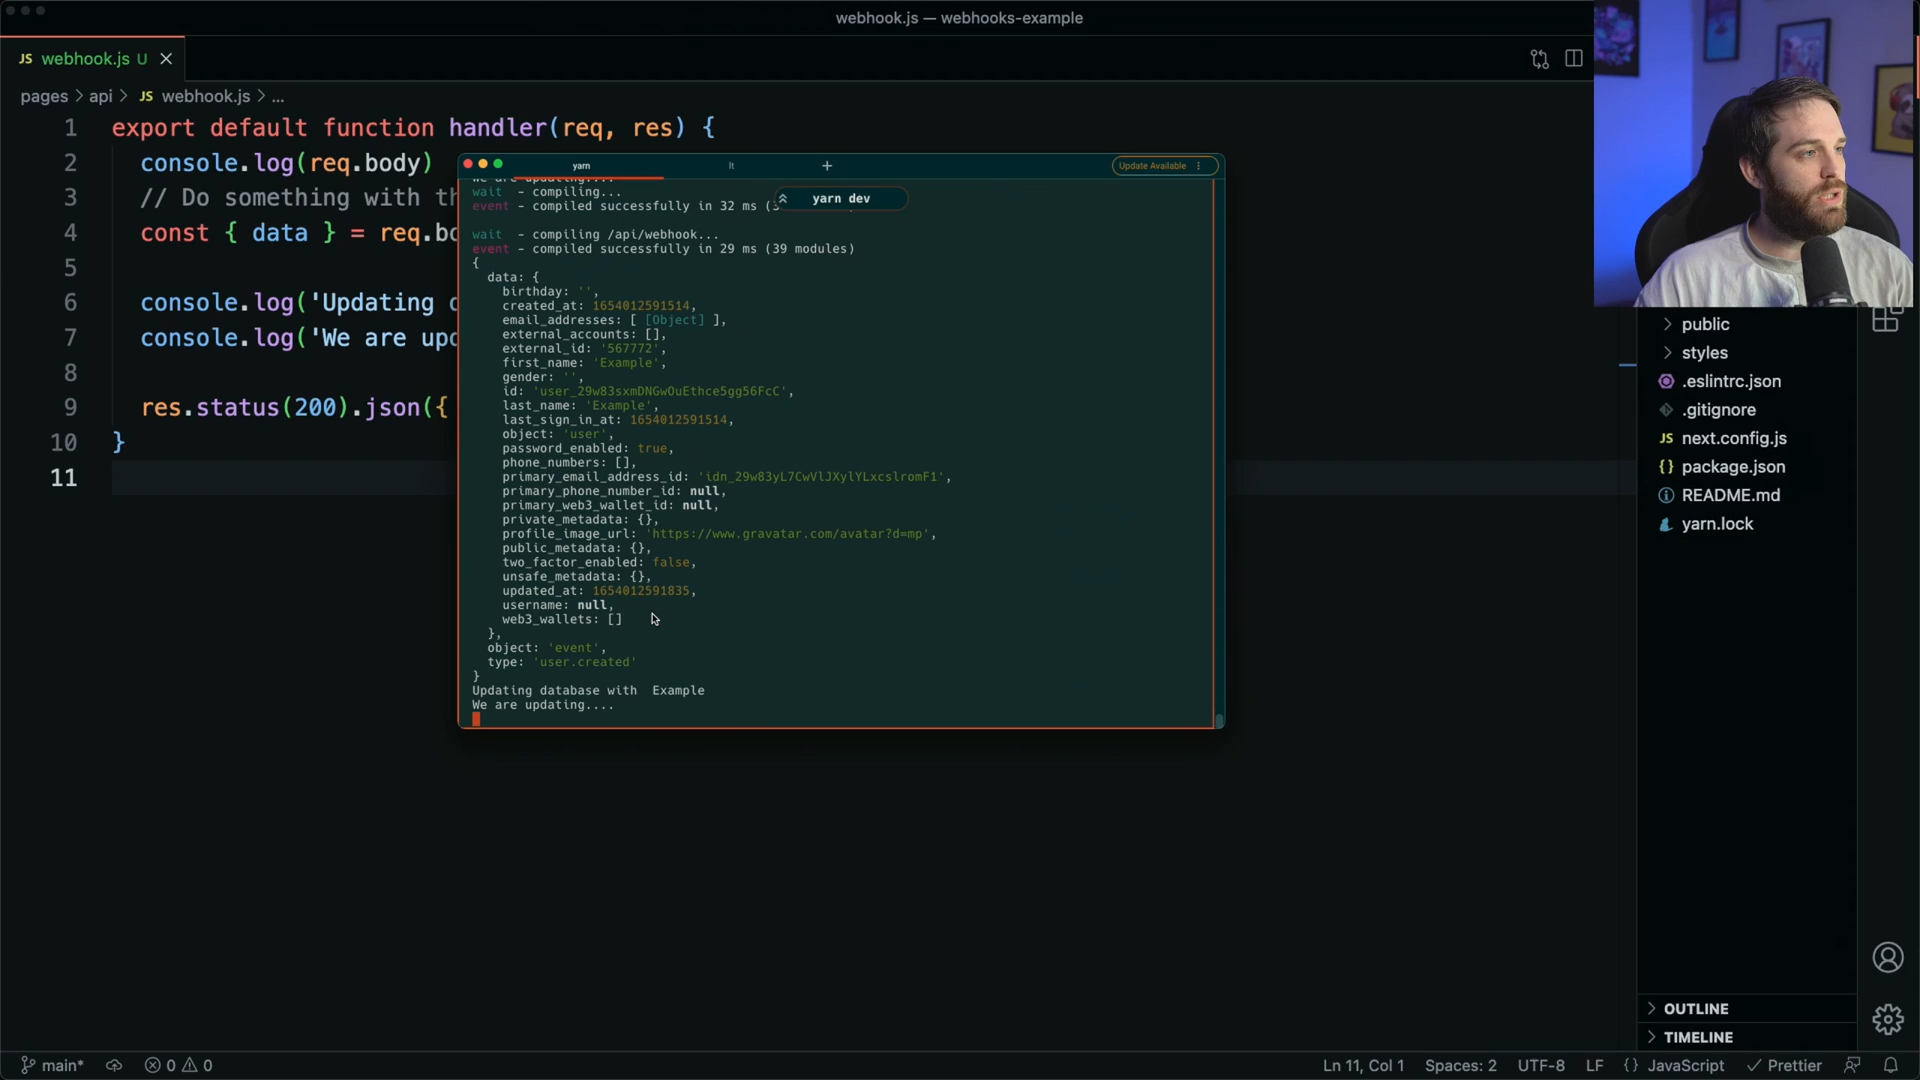 webhook.js — webhooks-example
JS webhook.js U
pages > api > JS webhook.js > ...
1 export default function handler(req, res) {
2 console.log(req.body)
3 // Do something with th
4 const { data } = req.bo
5
6 console.log('Updating d
7 console.log('We are upd
8
9 res.status(200).json({
10 }
11
yarn
lt
+
Update Available
We are updating....
wait - compiling...
event - compiled successfully in 32 ms (3
yarn dev
wait - compiling /api/webhook...
event - compiled successfully in 29 ms (39 modules)
{
data: {
birthday: '',
created_at: 1654012591514,
email_addresses: [ [Object] ],
external_accounts: [],
external_id: '567772',
first_name: 'Example',
gender: '',
id: 'user_29w83sxmDNGwOuEthce5gg56FcC',
last_name: 'Example',
last_sign_in_at: 1654012591514,
object: 'user',
password_enabled: true,
phone_numbers: [],
primary_email_address_id: 'idn_29w83yL7CwVlJXylYLxcslromF1',
primary_phone_number_id: null,
primary_web3_wallet_id: null,
private_metadata: {},
profile_image_url: 'https://www.gravatar.com/avatar?d=mp',
public_metadata: {},
two_factor_enabled: false,
unsafe_metadata: {},
updated_at: 1654012591835,
username: null,
web3_wallets: []
},
object: 'event',
type: 'user.created'
}
Updating database with  Example
We are updating....
public
styles
.eslintrc.json
.gitignore
JS next.config.js
{} package.json
README.md
yarn.lock
OUTLINE
TIMELINE
main*
0
0
Ln 11, Col 1
Spaces: 2
UTF-8
LF
{} JavaScript
Prettier